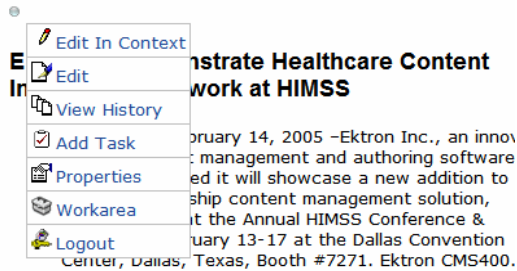 Edit In Context
Edit
View History
Add Task
Properties
Workarea
Logout
E nstrate Healthcare Content
In work at HIMSS
bruary 14, 2005 –Ektron Inc., an innov
t management and authoring software
ed it will showcase a new addition to
ship content management solution,
at the Annual HIMSS Conference &
ruary 13-17 at the Dallas Convention
Center, Dallas, Texas, Booth #7271. Ektron CMS400.